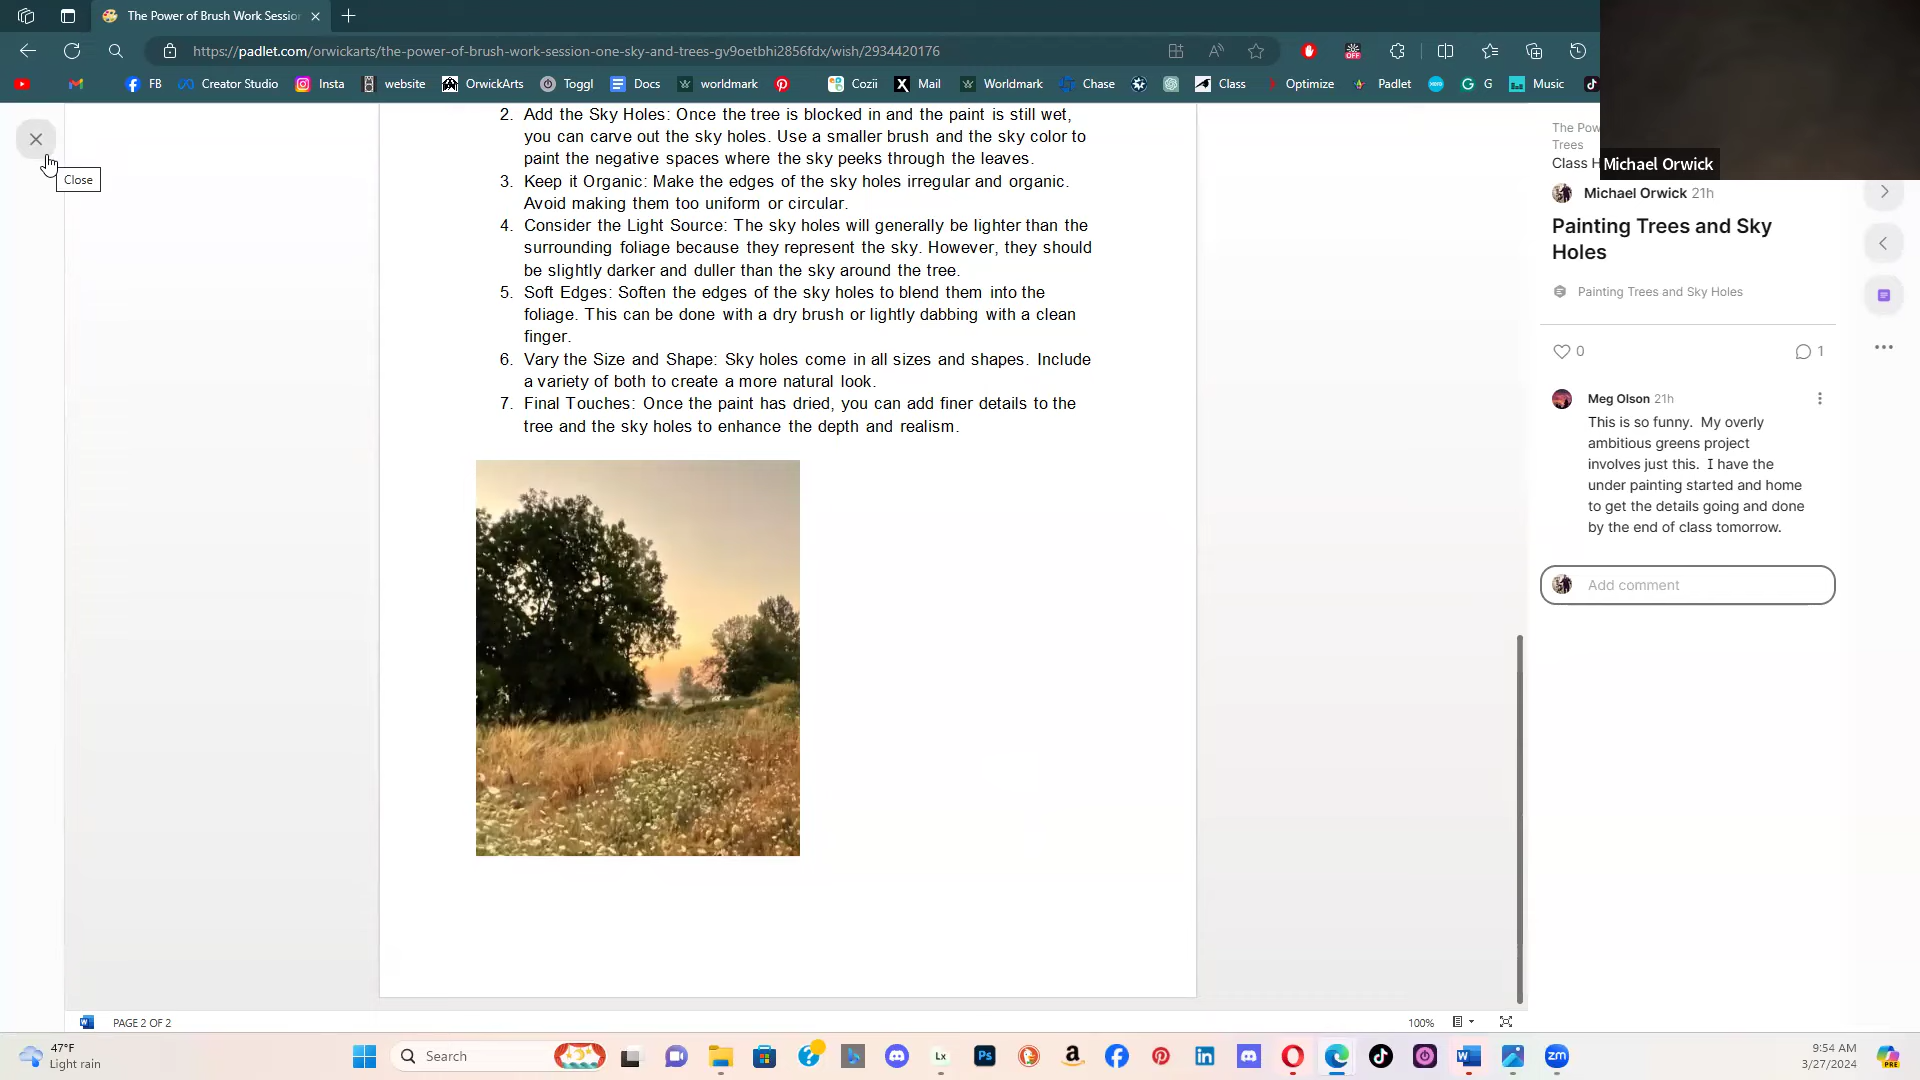 The Power of Brush Work Session
https://padlet.com/orwickarts/the-power-of-brush-work-session-one-sky-and-trees-gv9oetbhi2856fdx/wish/2934420176
OFF
FB
Creator Studio
Insta
website
OrwickArts
Toggl
Docs
worldmark
Cozii
Mail
Worldmark
Chase
Class
Optimize
Padlet
G
Music
Close
2. Add the Sky Holes: Once the tree is blocked in and the paint is still wet,
you can carve out the sky holes. Use a smaller brush and the sky color to
paint the negative spaces where the sky peeks through the leaves.
3. Keep it Organic: Make the edges of the sky holes irregular and organic.
Avoid making them too uniform or circular.
4. Consider the Light Source: The sky holes will generally be lighter than the
surrounding foliage because they represent the sky. However, they should
be slightly darker and duller than the sky around the tree.
5. Soft Edges: Soften the edges of the sky holes to blend them into the
foliage. This can be done with a dry brush or lightly dabbing with a clean
finger.
6. Vary the Size and Shape: Sky holes come in all sizes and shapes. Include
a variety of both to create a more natural look.
7. Final Touches: Once the paint has dried, you can add finer details to the
tree and the sky holes to enhance the depth and realism.
Michael Orwick
The Pow
Trees
Class H
Michael Orwick 21h
Painting Trees and Sky
Holes
Painting Trees and Sky Holes
0
1
Meg Olson 21h
This is so funny. My overly
ambitious greens project
involves just this. I have the
under painting started and home
to get the details going and done
by the end of class tomorrow.
Add comment
PAGE 2 OF 2
100%
47°F
Light rain
Search
Lx
Ps
zm
9:54 AM
3/27/2024
PRE